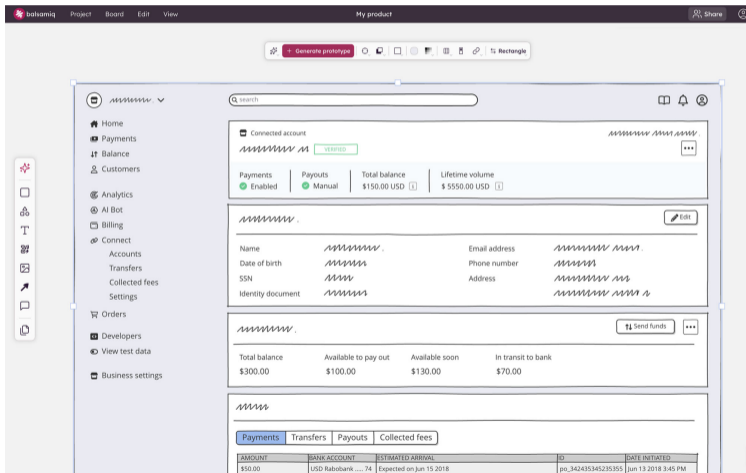 balsamiq Project Board Edit View My product Share
+ Generate prototype Rectangle
search
Home
Payments
Balance
Customers
Analytics
AI Bot
Billing
Connect
Accounts
Transfers
Collected fees
Settings
Orders
Developers
View test data
Business settings
Connected account
VERIFIED
Payments Payouts Total balance Lifetime volume
Enabled Manual $150.00 USD $ 5550.00 USD
Edit
Name Email address
Date of birth Phone number
SSN Address
Identity document
Send funds
Total balance Available to pay out Available soon In transit to bank
$300.00 $100.00 $130.00 $70.00
Payments Transfers Payouts Collected fees
AMOUNT BANK ACCOUNT ESTIMATED ARRIVAL ID DATE INITIATED
$50.00 USD Rabobank ..... 74 Expected on Jun 15 2018 po_342435345235355 Jun 13 2018 3:45 PM